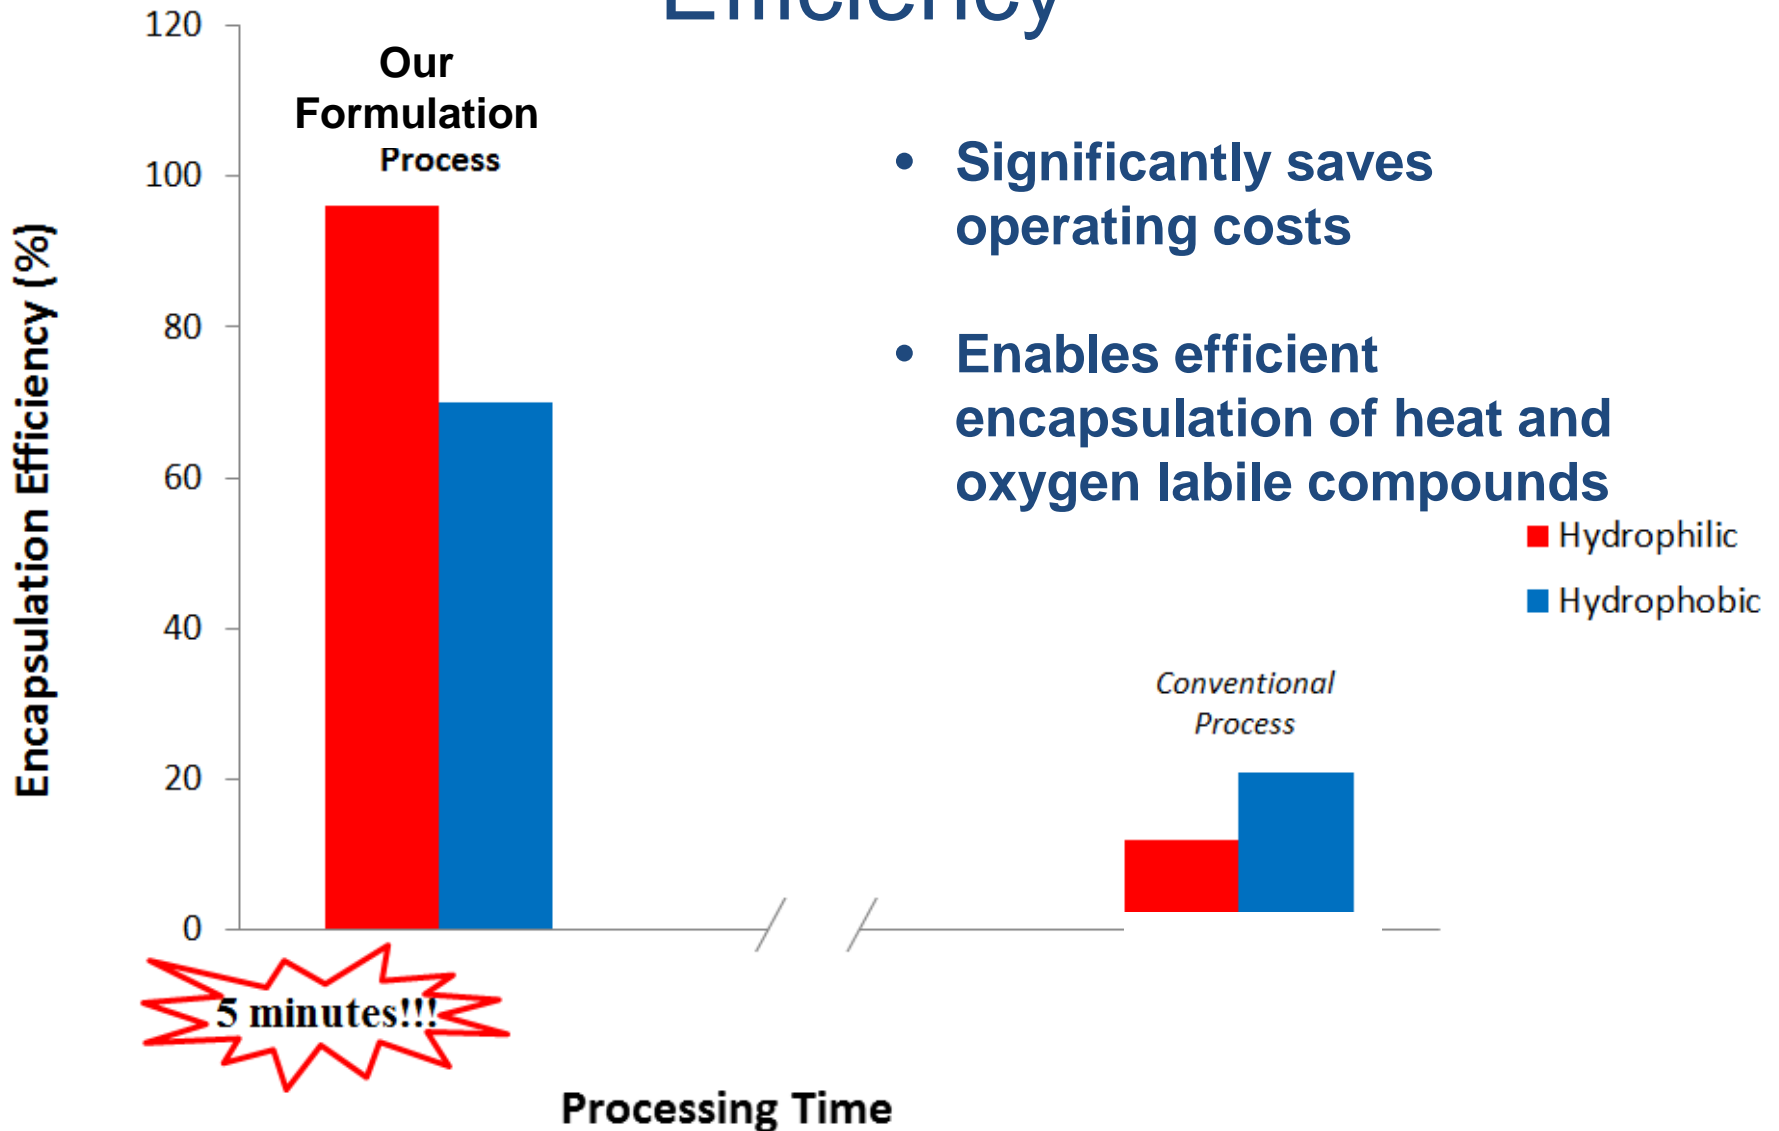 Efficiency
120
100
80
60
40
20
0
Encapsulation Efficiency (%)
Our
Formulation
Process
• Significantly saves
operating costs
• Enables efficient
encapsulation of heat and
oxygen labile compounds
Hydrophilic
Hydrophobic
Conventional
Process
5 minutes!!!
Processing Time